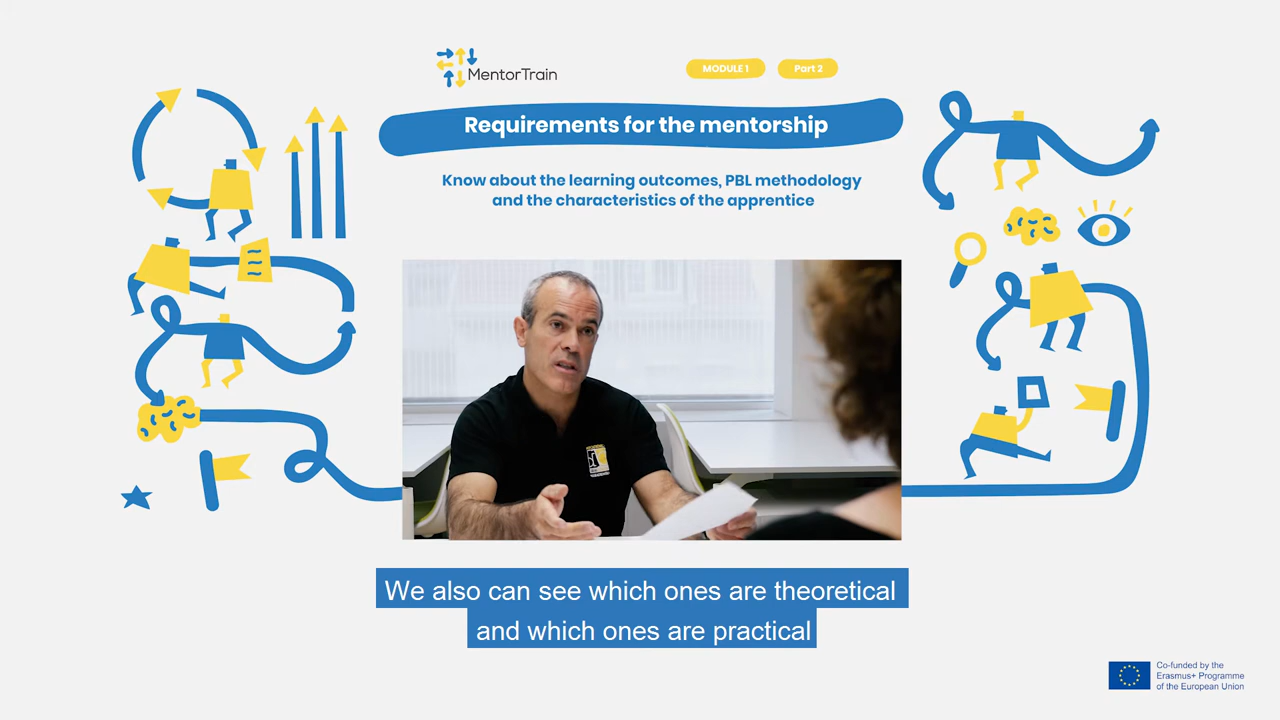 MentorTrain
MODULE 1
Part 2
Requirements for the mentorship
Know about the learning outcomes, PBL methodology
and the characteristics of the apprentice
We also can see which ones are theoretical
and which ones are practical
Co-funded by the
Erasmus+ Programme
of the European Union